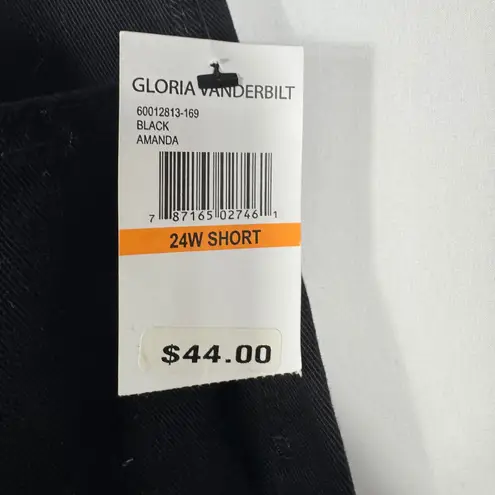 GLORIA VANDERBILT
60012813-169
BLACK
AMANDA
7 87165 02746 1
24W SHORT
$44.00